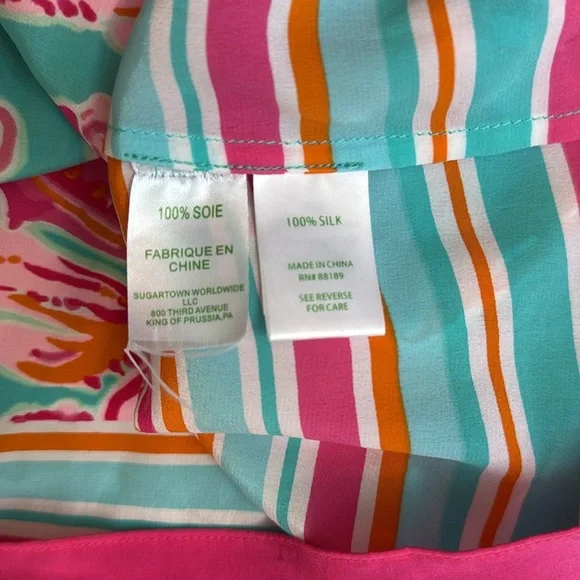 100% SOIE
FABRIQUE EN
CHINE
SUGARTOWN WORLDWIDE
LLC
800 THIRD AVENUE
KING OF PRUSSIA,PA
100% SILK
MADE IN CHINA
RN# 88189
SEE REVERSE
FOR CARE